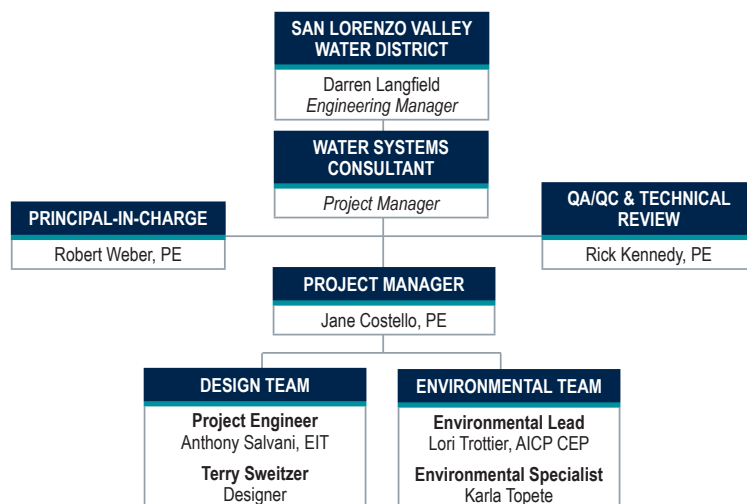 SAN LORENZO VALLEY
WATER DISTRICT
Darren Langfield
Engineering Manager
WATER SYSTEMS
CONSULTANT
Project Manager
PRINCIPAL-IN-CHARGE
Robert Weber, PE
QA/QC & TECHNICAL
REVIEW
Rick Kennedy, PE
PROJECT MANAGER
Jane Costello, PE
DESIGN TEAM
Project Engineer
Anthony Salvani, EIT
Terry Sweitzer
Designer
ENVIRONMENTAL TEAM
Environmental Lead
Lori Trottier, AICP CEP
Environmental Specialist
Karla Topete